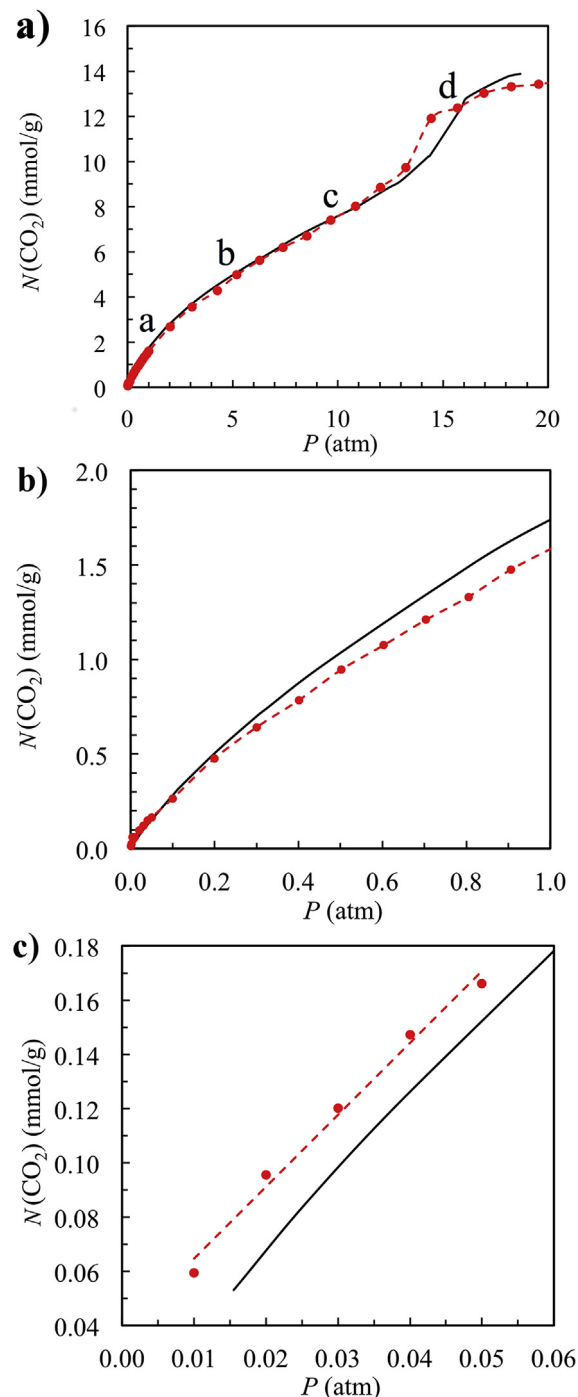 a)
16
14
12
10
8
6
4
2
0
N(CO₂) (mmol/g)
a
b
c
d
0 5 10 15 20
P (atm)
b)
2.0
1.5
1.0
0.5
0.0
N(CO₂) (mmol/g)
0.0 0.2 0.4 0.6 0.8 1.0
P (atm)
c)
0.18
0.16
0.14
0.12
0.10
0.08
0.06
0.04
N(CO₂) (mmol/g)
0.00 0.01 0.02 0.03 0.04 0.05 0.06
P (atm)